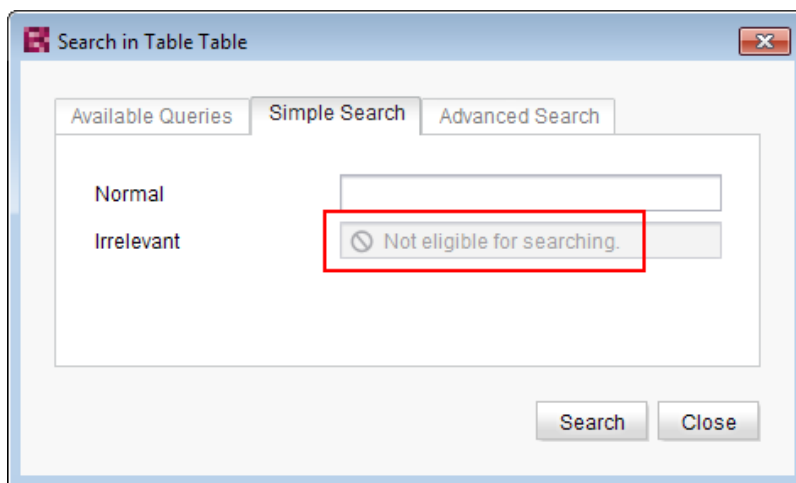 Search in Table Table
Available Queries Simple Search Advanced Search
Normal
Irrelevant Not eligible for searching.
Search Close